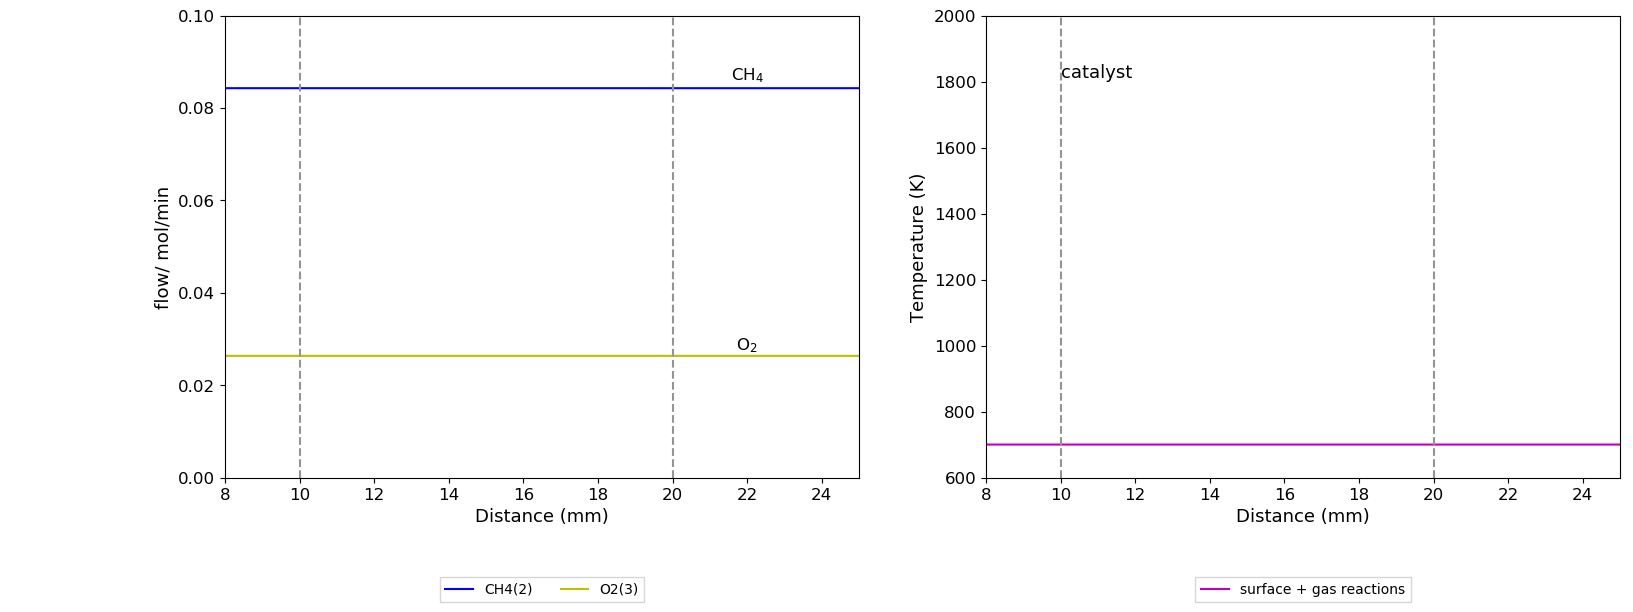 0.10
0.08
0.06
0.04
0.02
0.00
flow/ mol/min
CH₄
O₂
8 10 12 14 16 18 20 22 24
Distance (mm)
CH4(2) O2(3)
2000
1800
1600
1400
1200
1000
800
600
Temperature (K)
catalyst
8 10 12 14 16 18 20 22 24
Distance (mm)
surface + gas reactions